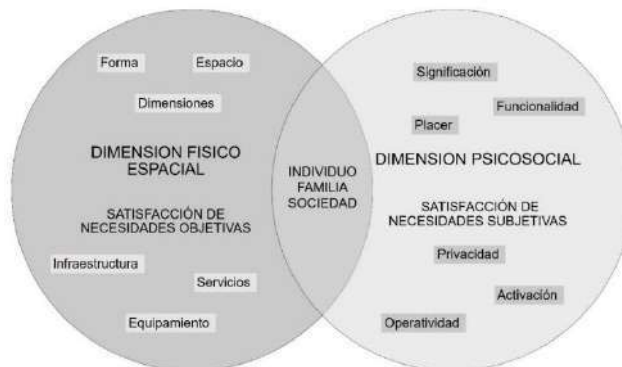 Forma
Espacio
Dimensiones
DIMENSION FISICO
ESPACIAL
SATISFACCIÓN DE
NECESIDADES OBJETIVAS
Infraestructura
Servicios
Equipamiento
INDIVIDUO
FAMILIA
SOCIEDAD
Significación
Funcionalidad
Placer
DIMENSION PSICOSOCIAL
SATISFACCIÓN DE
NECESIDADES SUBJETIVAS
Privacidad
Activación
Operatividad